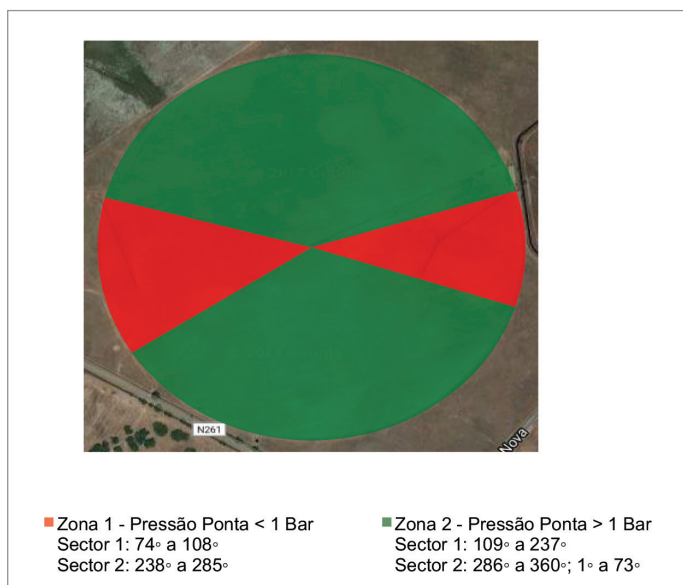 N261
Nova
Zona 1 - Pressão Ponta < 1 Bar
Sector 1: 74◦ a 108◦
Sector 2: 238◦ a 285◦
Zona 2 - Pressão Ponta > 1 Bar
Sector 1: 109◦ a 237◦
Sector 2: 286◦ a 360◦; 1◦ a 73◦